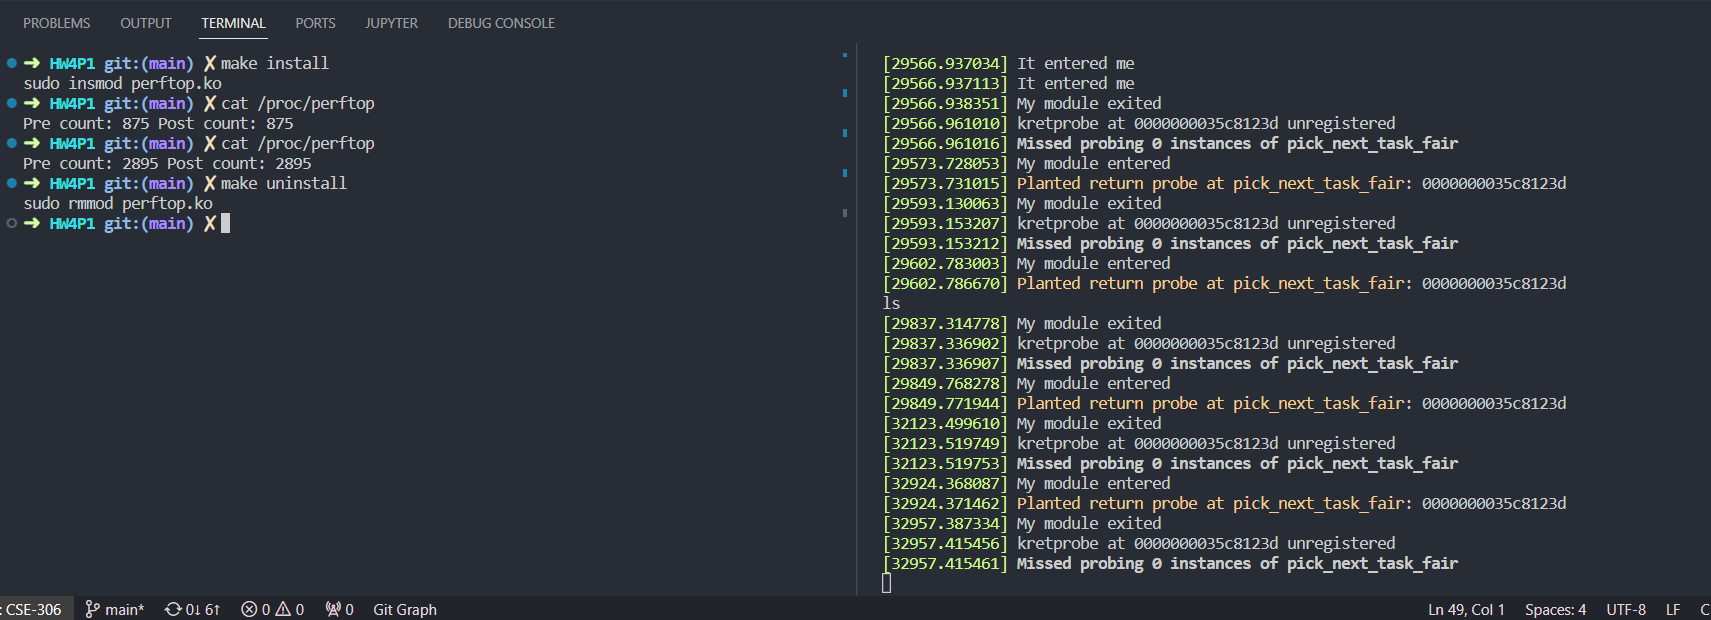 PROBLEMS OUTPUT TERMINAL PORTS JUPYTER DEBUG CONSOLE
➜ HW4P1 git:(main) ✗ make install
sudo insmod perftop.ko
➜ HW4P1 git:(main) ✗ cat /proc/perftop
Pre count: 875 Post count: 875
➜ HW4P1 git:(main) ✗ cat /proc/perftop
Pre count: 2895 Post count: 2895
➜ HW4P1 git:(main) ✗ make uninstall
sudo rmmod perftop.ko
➜ HW4P1 git:(main) ✗
[29566.937034] It entered me
[29566.937113] It entered me
[29566.938351] My module exited
[29566.961010] kretprobe at 0000000035c8123d unregistered
[29566.961016] Missed probing 0 instances of pick_next_task_fair
[29573.728053] My module entered
[29573.731015] Planted return probe at pick_next_task_fair: 0000000035c8123d
[29593.130063] My module exited
[29593.153207] kretprobe at 0000000035c8123d unregistered
[29593.153212] Missed probing 0 instances of pick_next_task_fair
[29602.783003] My module entered
[29602.786670] Planted return probe at pick_next_task_fair: 0000000035c8123d
ls
[29837.314778] My module exited
[29837.336902] kretprobe at 0000000035c8123d unregistered
[29837.336907] Missed probing 0 instances of pick_next_task_fair
[29849.768278] My module entered
[29849.771944] Planted return probe at pick_next_task_fair: 0000000035c8123d
[32123.499610] My module exited
[32123.519749] kretprobe at 0000000035c8123d unregistered
[32123.519753] Missed probing 0 instances of pick_next_task_fair
[32924.368087] My module entered
[32924.371462] Planted return probe at pick_next_task_fair: 0000000035c8123d
[32957.387334] My module exited
[32957.415456] kretprobe at 0000000035c8123d unregistered
[32957.415461] Missed probing 0 instances of pick_next_task_fair
: CSE-306 main* 0↓ 6↑ 0 0 0 Git Graph Ln 49, Col 1 Spaces: 4 UTF-8 LF C